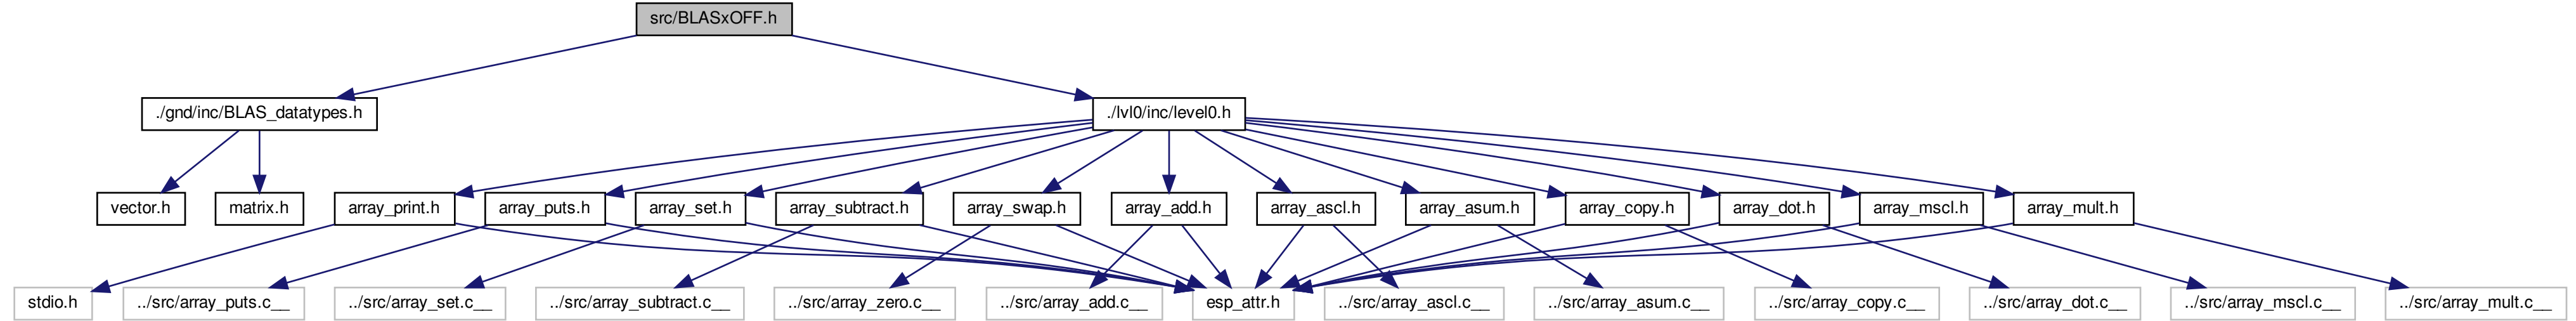 src/BLASxOFF.h
./gnd/inc/BLAS_datatypes.h
./lvl0/inc/level0.h
vector.h
matrix.h
array_print.h
array_puts.h
array_set.h
array_subtract.h
array_swap.h
array_add.h
array_ascl.h
array_asum.h
array_copy.h
array_dot.h
array_mscl.h
array_mult.h
stdio.h
../src/array_puts.c__
../src/array_set.c__
../src/array_subtract.c__
../src/array_zero.c__
../src/array_add.c__
esp_attr.h
../src/array_ascl.c__
../src/array_asum.c__
../src/array_copy.c__
../src/array_dot.c__
../src/array_mscl.c__
../src/array_mult.c__